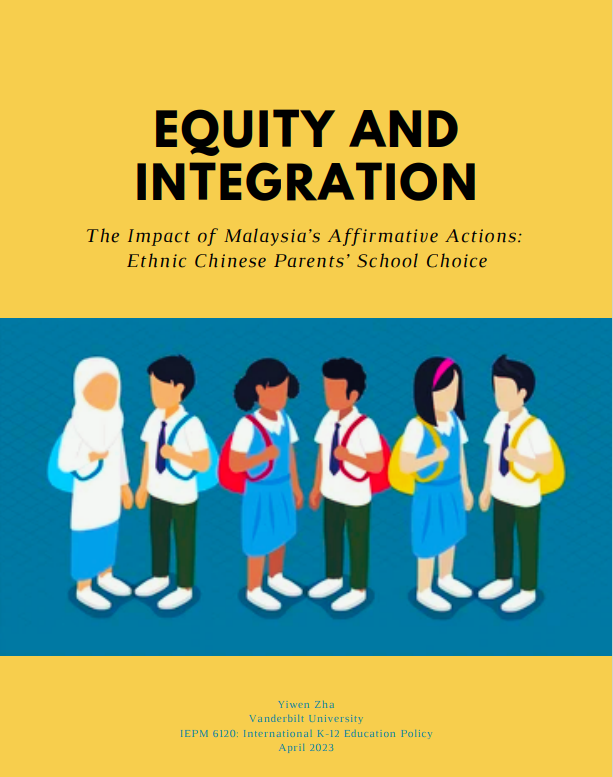 EQUITY AND
INTEGRATION
The Impact of Malaysia's Affirmative Actions:
Ethnic Chinese Parents' School Choice
Yiwen Zha
Vanderbilt University
IEPM 6120: International K-12 Education Policy
April 2023